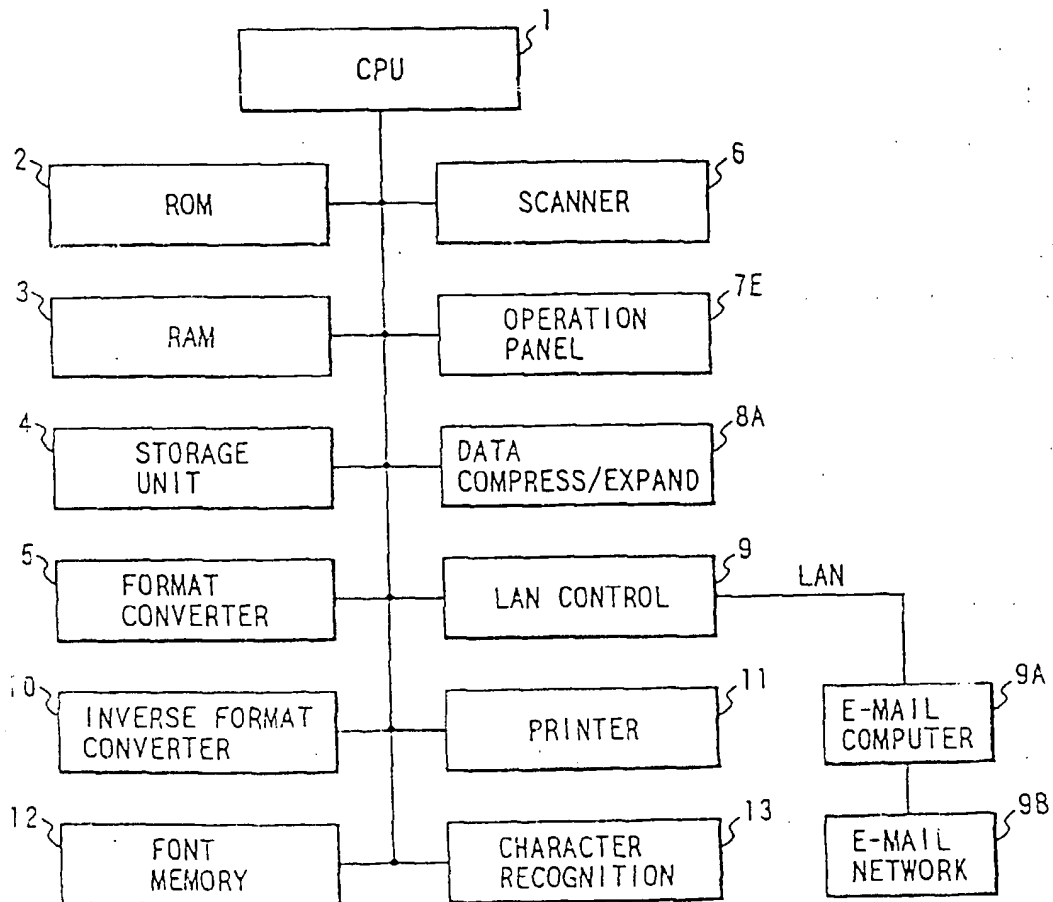 1
CPU
2
ROM
6
SCANNER
3
RAM
7E
OPERATION
PANEL
4
STORAGE
UNIT
8A
DATA
COMPRESS/EXPAND
5
FORMAT
CONVERTER
9
LAN CONTROL
LAN
10
INVERSE FORMAT
CONVERTER
11
PRINTER
9A
E-MAIL
COMPUTER
12
FONT
MEMORY
13
CHARACTER
RECOGNITION
9B
E-MAIL
NETWORK